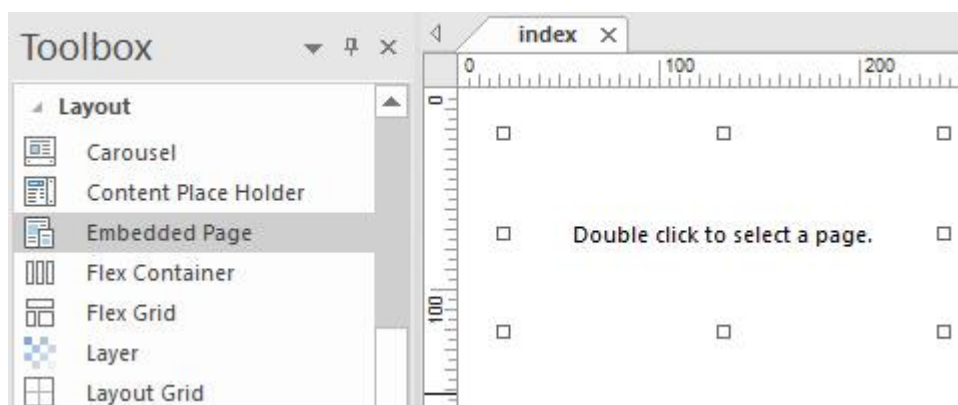 Toolbox
Layout
Carousel
Content Place Holder
Embedded Page
Flex Container
Flex Grid
Layer
Layout Grid
index
0 100 200
0
100
Double click to select a page.